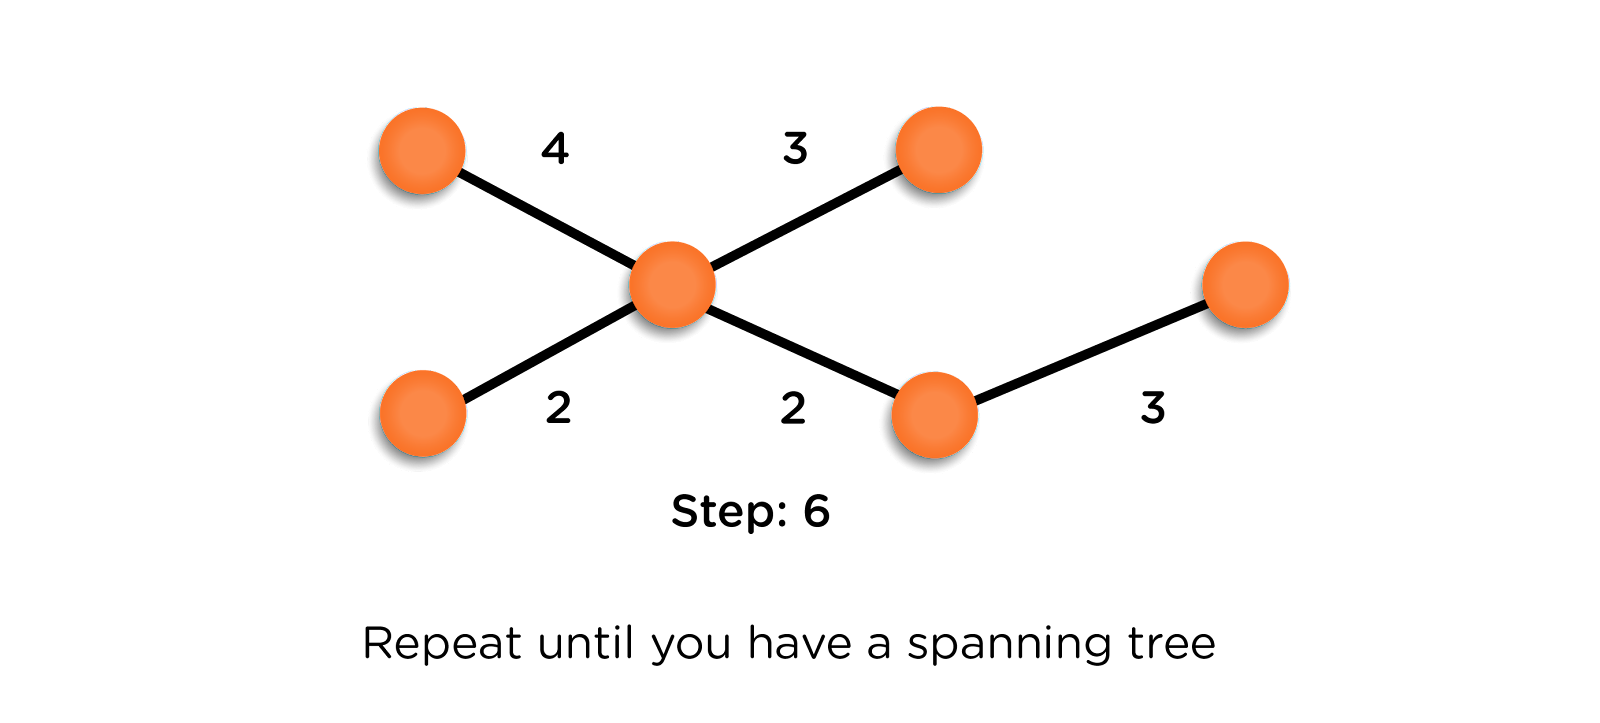 4 3
2 2 3
Step: 6
Repeat until you have a spanning tree